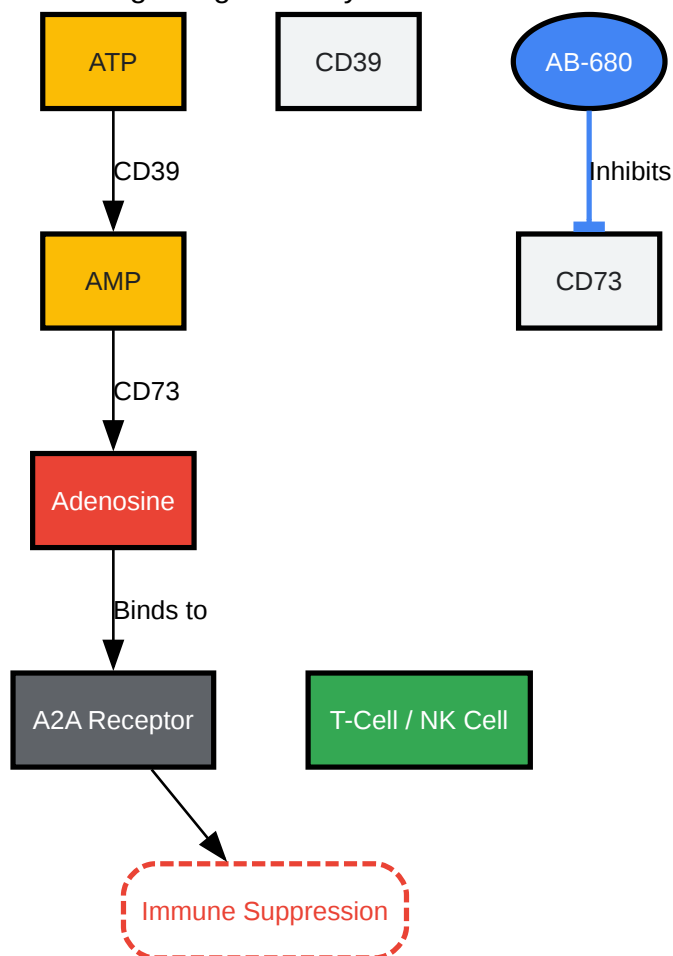 ATP
CD39
AB-680
CD39
Inhibits
AMP
CD73
CD73
Adenosine
Binds to
A2A Receptor
T-Cell / NK Cell
Immune Suppression